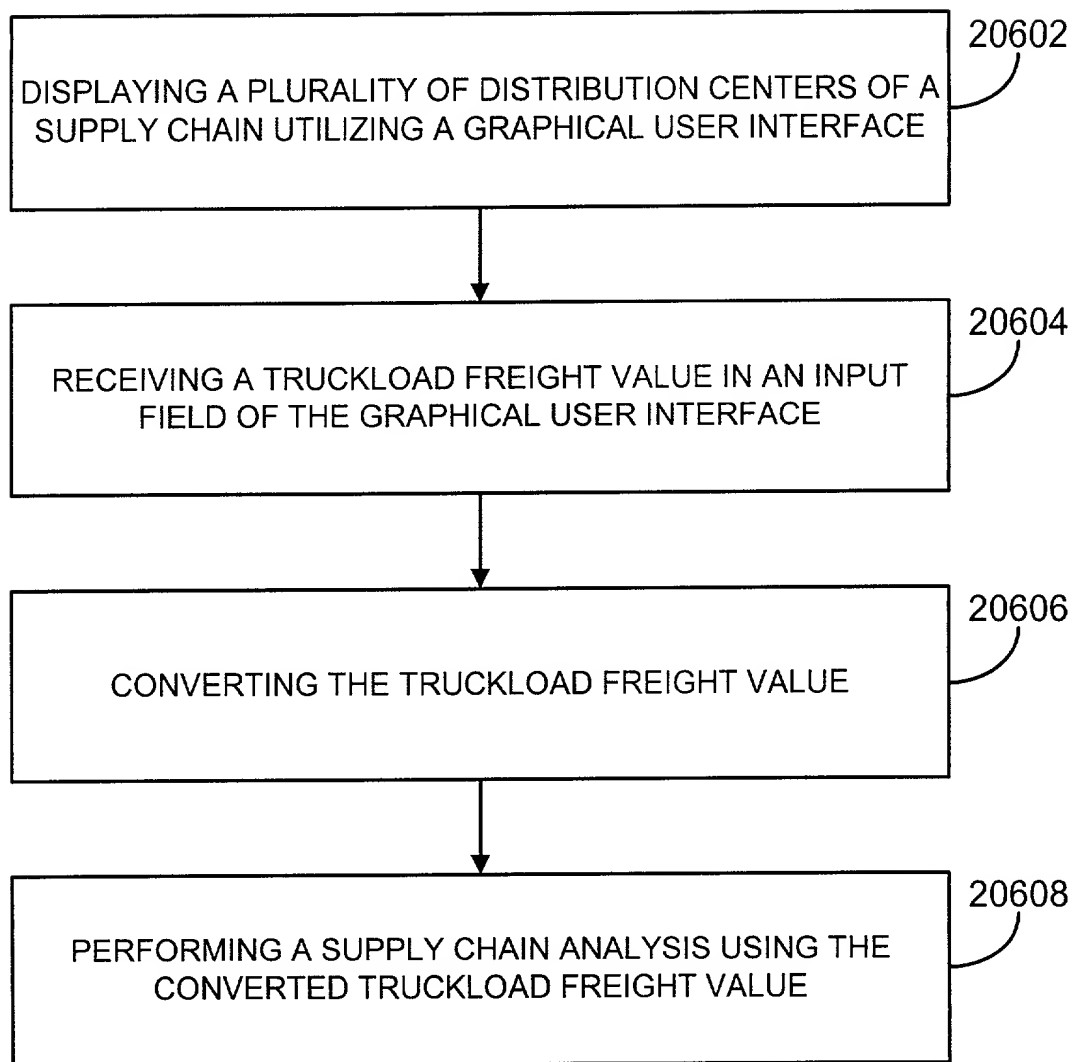 20602
DISPLAYING A PLURALITY OF DISTRIBUTION CENTERS OF A
SUPPLY CHAIN UTILIZING A GRAPHICAL USER INTERFACE
20604
RECEIVING A TRUCKLOAD FREIGHT VALUE IN AN INPUT
FIELD OF THE GRAPHICAL USER INTERFACE
20606
CONVERTING THE TRUCKLOAD FREIGHT VALUE
20608
PERFORMING A SUPPLY CHAIN ANALYSIS USING THE
CONVERTED TRUCKLOAD FREIGHT VALUE